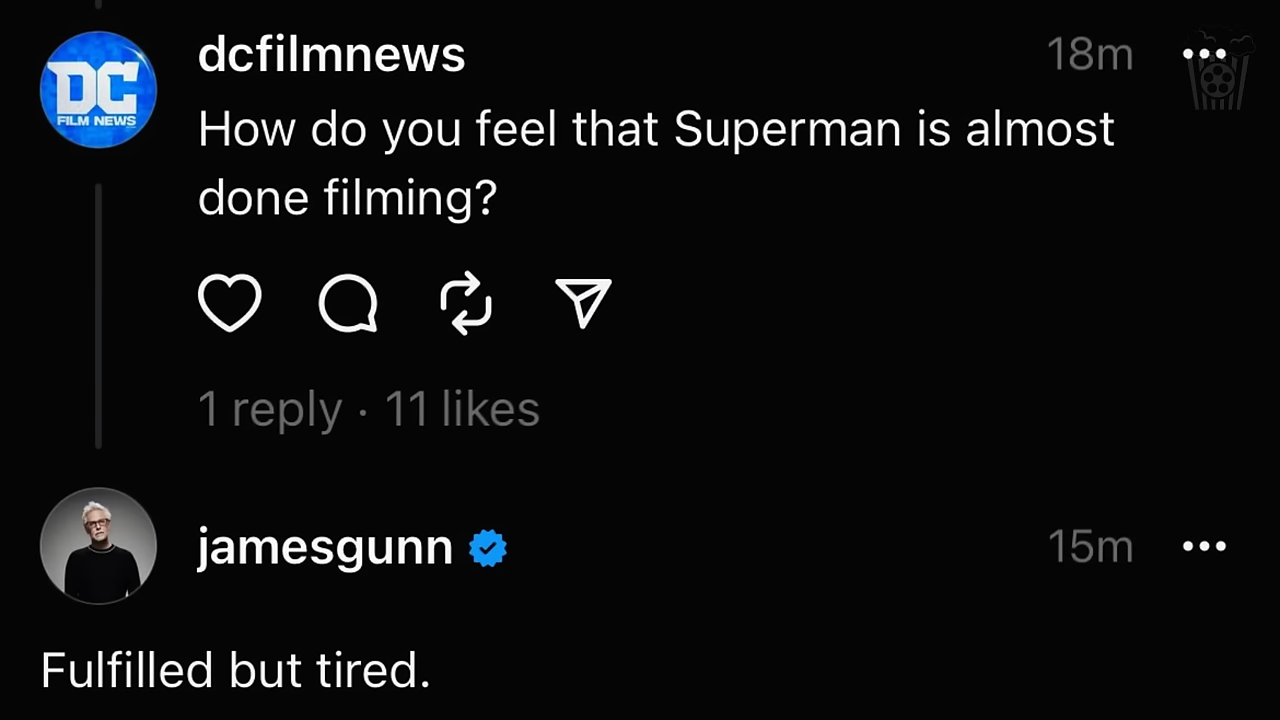 dcfilmnews 18m
DC
FILM NEWS
How do you feel that Superman is almost
done filming?
1 reply · 11 likes
jamesgunn 15m
Fulfilled but tired.